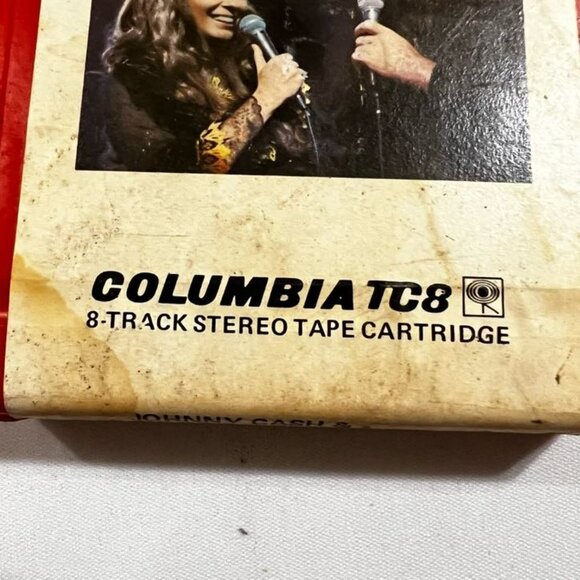 COLUMBIA TC8
8-TRACK STEREO TAPE CARTRIDGE
JOHNNY CASH &